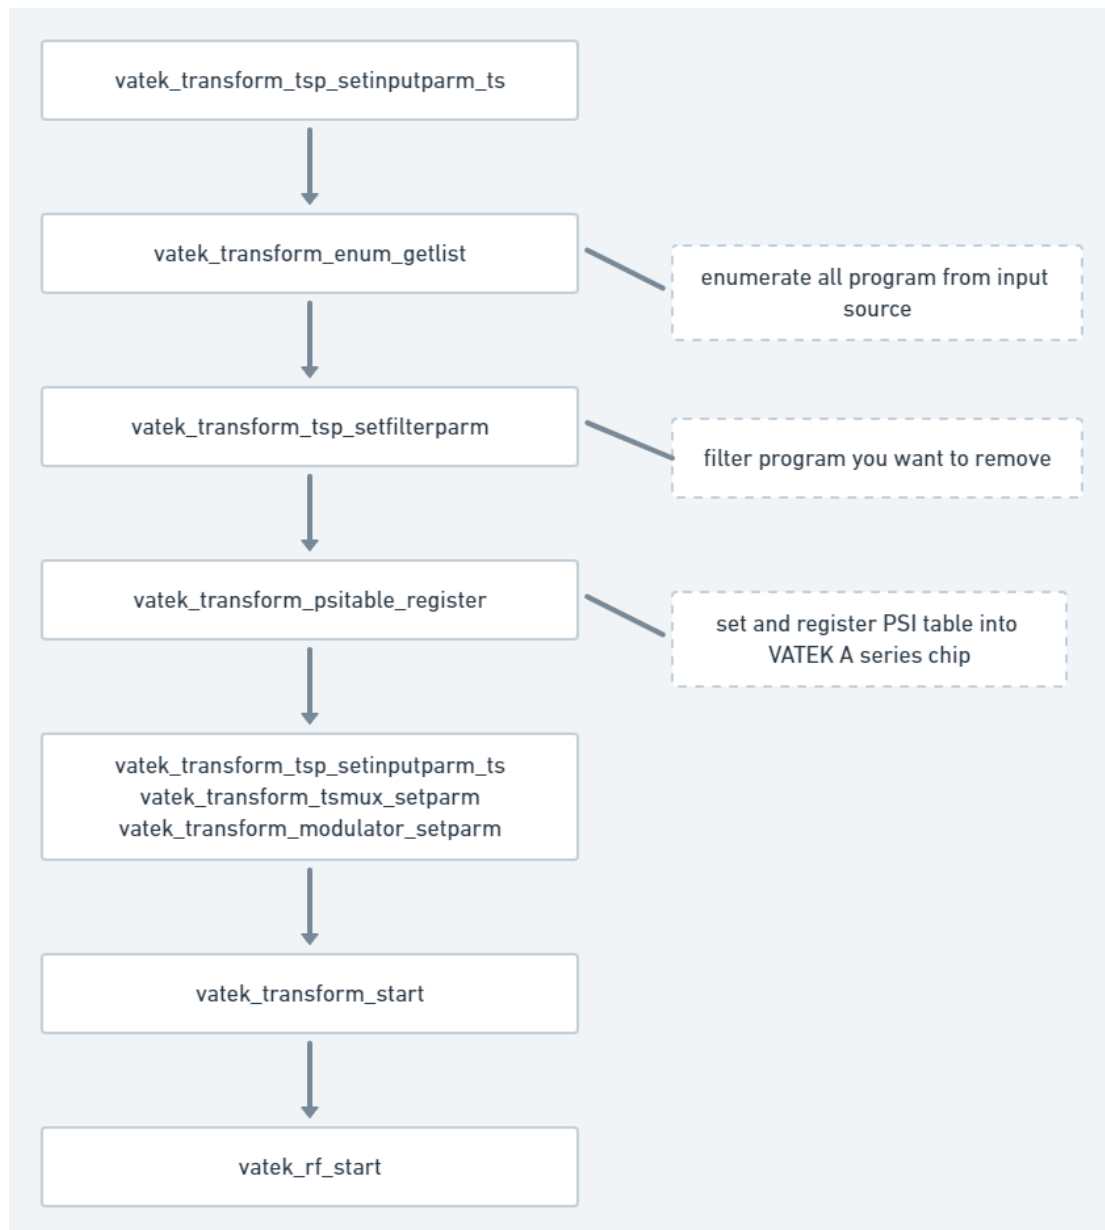 vatek_transform_tsp_setinputparm_ts
vatek_transform_enum_getlist
enumerate all program from input
source
vatek_transform_tsp_setfilterparm
filter program you want to remove
vatek_transform_psitable_register
set and register PSI table into
VATEK A series chip
vatek_transform_tsp_setinputparm_ts
vatek_transform_tsmux_setparm
vatek_transform_modulator_setparm
vatek_transform_start
vatek_rf_start